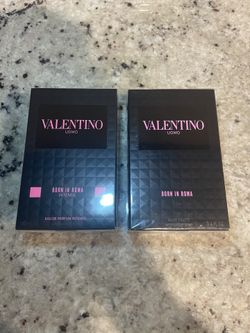 VALENTINO
UOMO
BORN IN ROMA
INTENSE
EAU DE PARFUM INTENSE
VALENTINO
UOMO
BORN IN ROMA